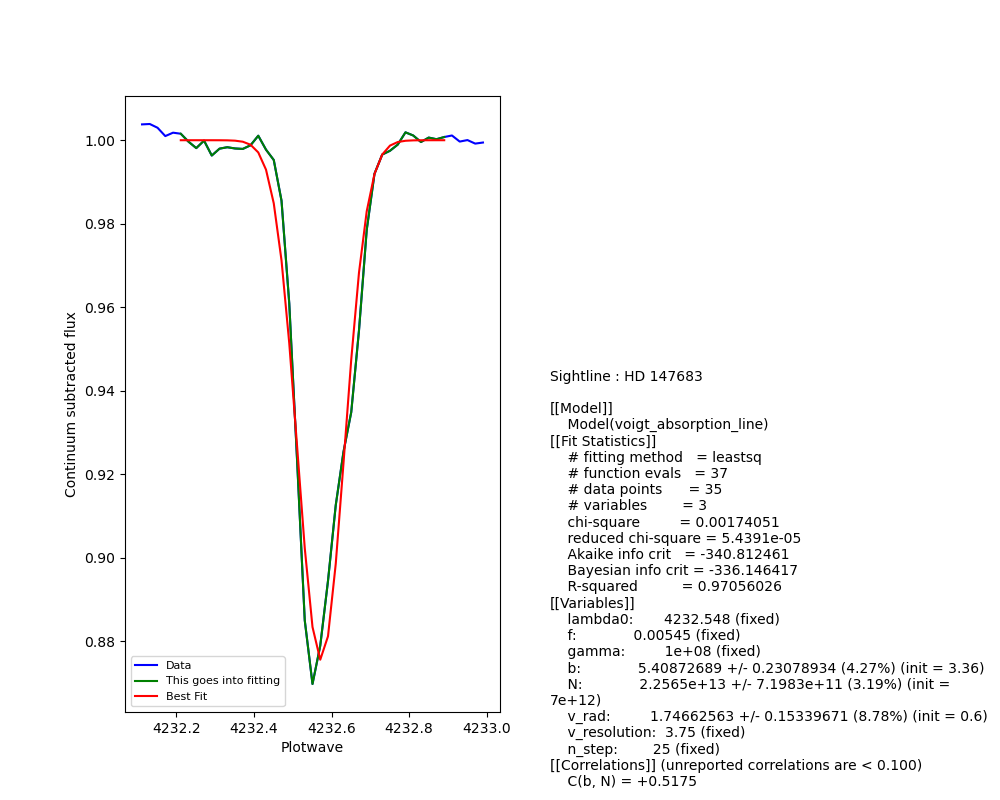 1.00
0.98
0.96
0.94
0.92
0.90
0.88
Continuum subtracted flux
Data
This goes into fitting
Best Fit
4232.2 4232.4 4232.6 4232.8 4233.0
Plotwave
Sightline : HD 147683
[[Model]]
Model(voigt_absorption_line)
[[Fit Statistics]]
# fitting method = leastsq
# function evals = 37
# data points = 35
# variables = 3
chi-square = 0.00174051
reduced chi-square = 5.4391e-05
Akaike info crit = -340.812461
Bayesian info crit = -336.146417
R-squared = 0.97056026
[[Variables]]
lambda0: 4232.548 (fixed)
f: 0.00545 (fixed)
gamma: 1e+08 (fixed)
b: 5.40872689 +/- 0.23078934 (4.27%) (init = 3.36)
N: 2.2565e+13 +/- 7.1983e+11 (3.19%) (init =
7e+12)
v_rad: 1.74662563 +/- 0.15339671 (8.78%) (init = 0.6)
v_resolution: 3.75 (fixed)
n_step: 25 (fixed)
[[Correlations]] (unreported correlations are < 0.100)
C(b, N) = +0.5175